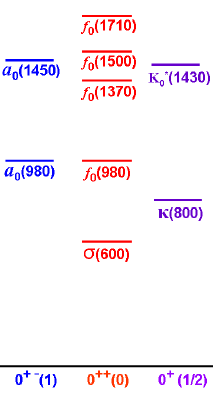 f₀(1710)
a₀(1450) f₀(1500) K₀*(1430)
f₀(1370)
a₀(980) f₀(980)
κ(800)
σ(600)
0⁺ ⁻(1) 0⁺⁺(0) 0⁺(1/2)